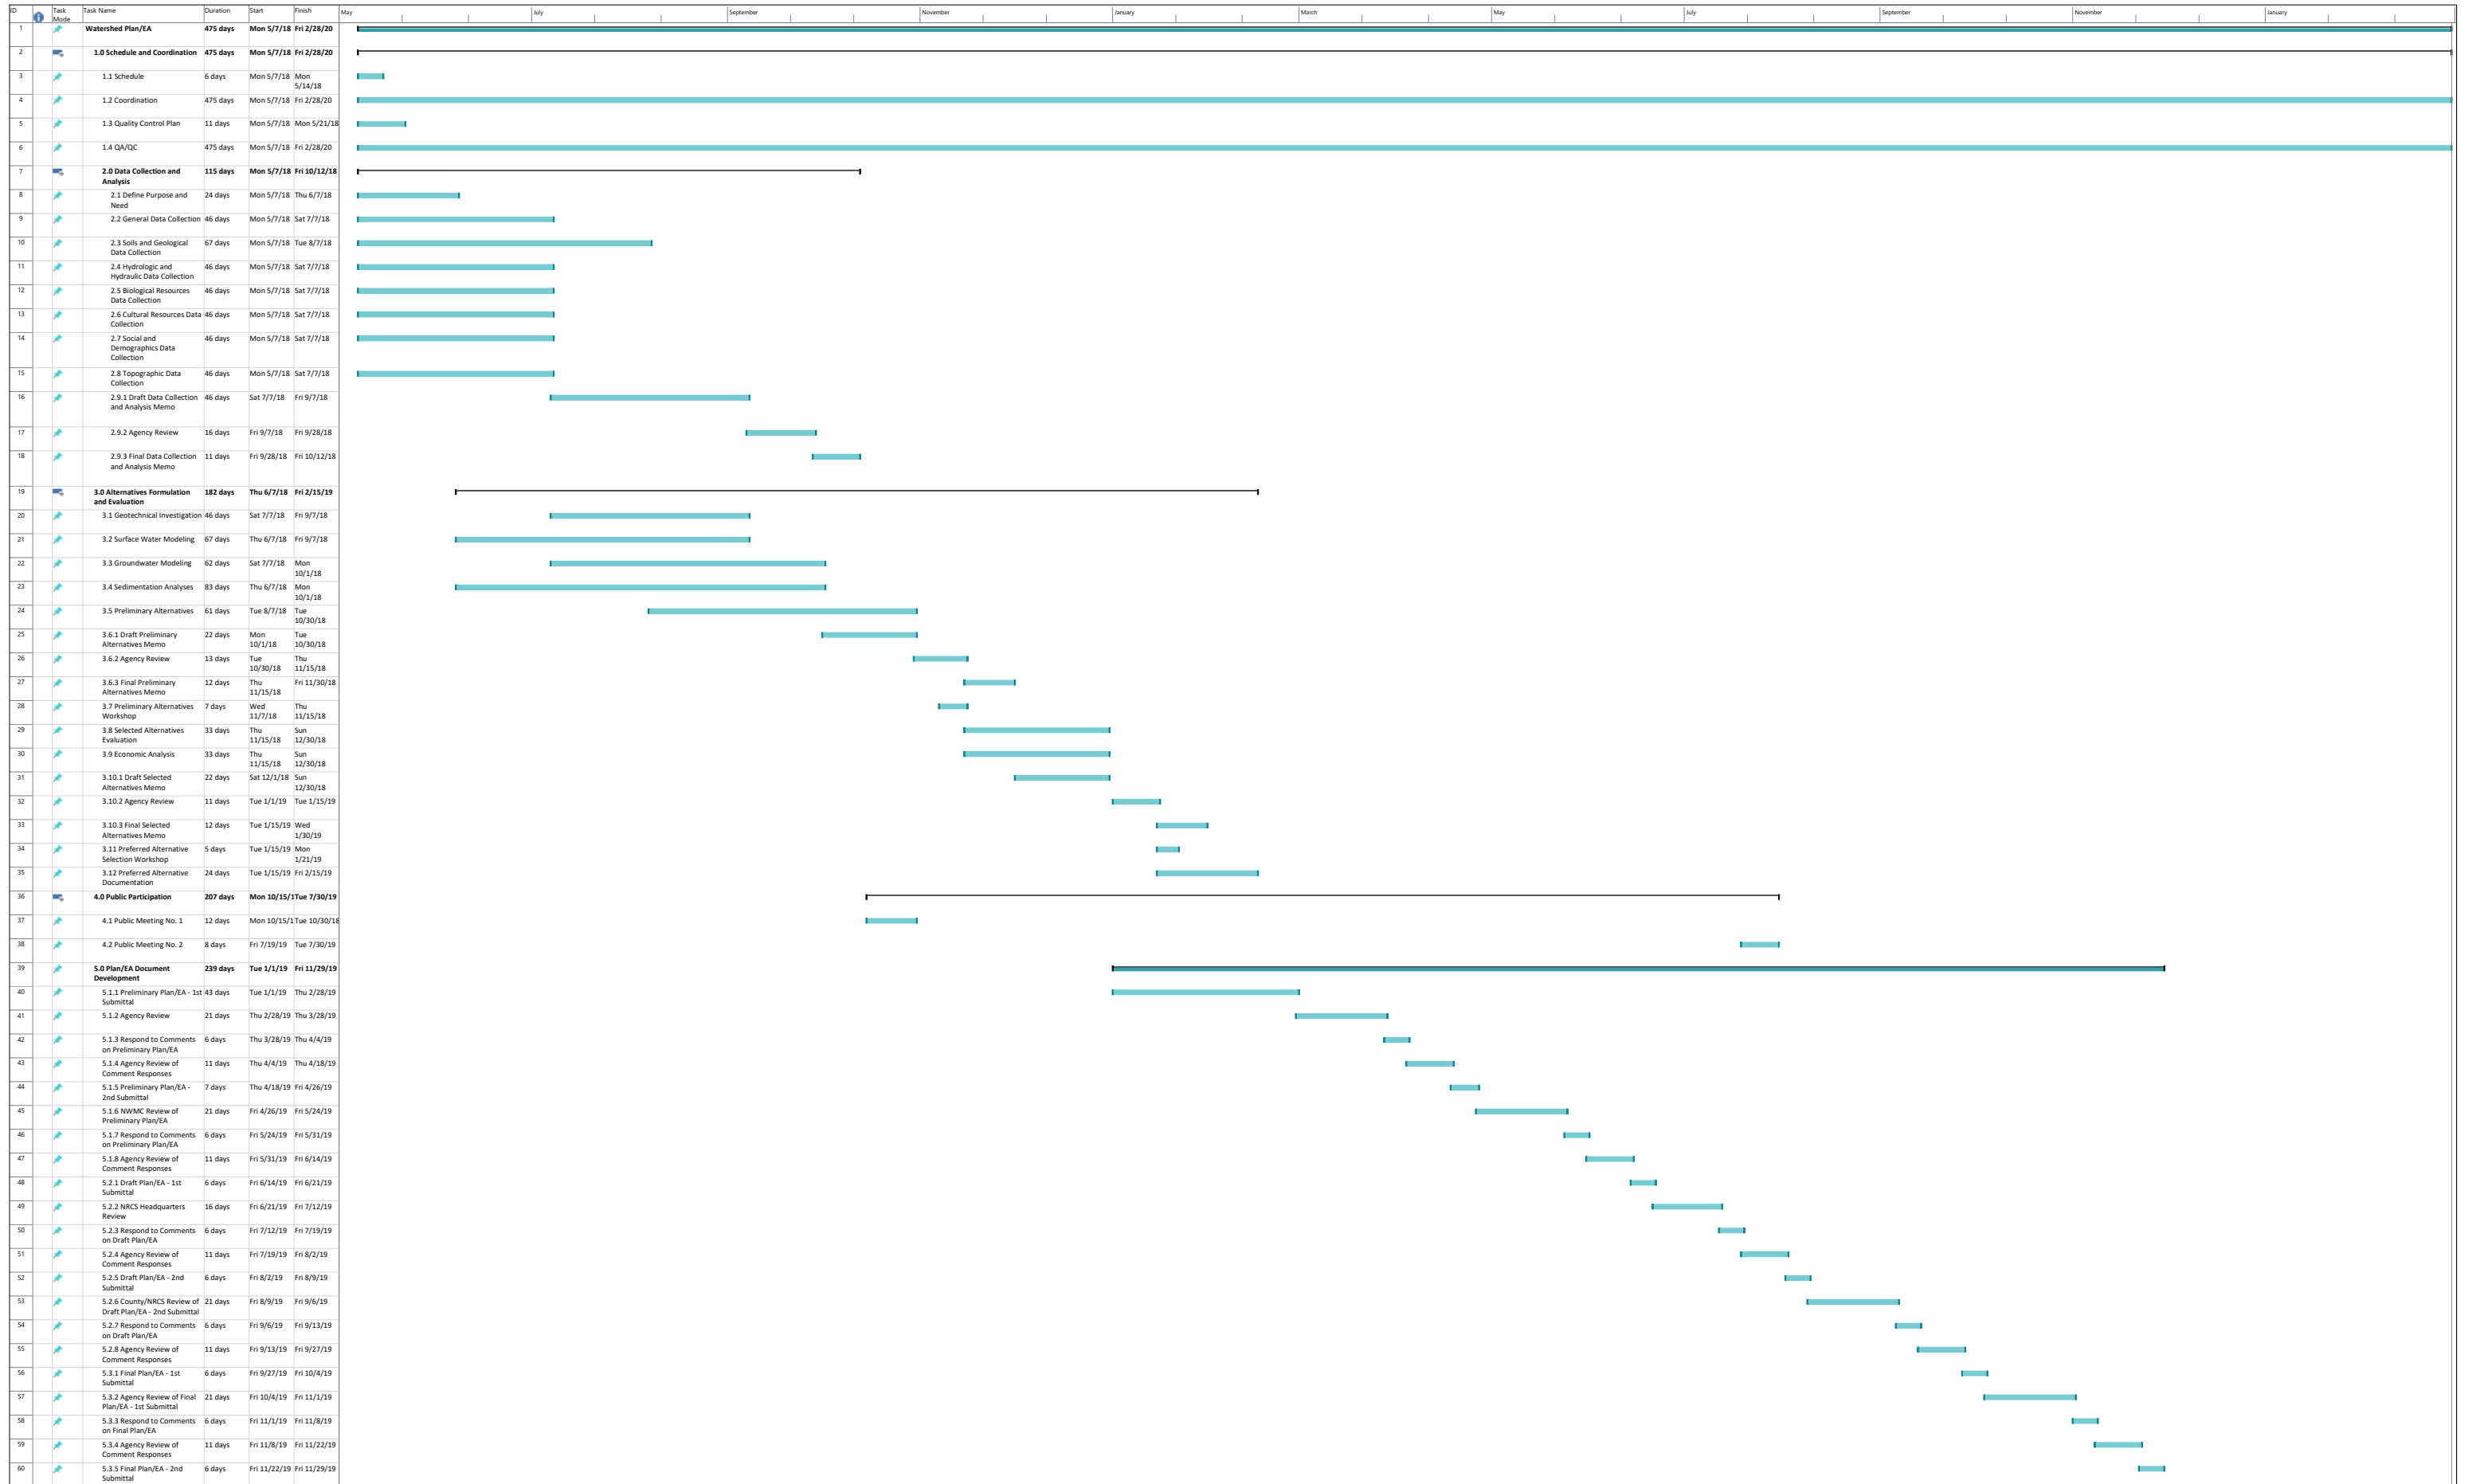 ID Task Mode Task Name Duration Start Finish May July September November January March May July September November January
1 Watershed Plan/EA 475 days Mon 5/7/18 Fri 2/28/20
2 1.0 Schedule and Coordination 475 days Mon 5/7/18 Fri 2/28/20
3 1.1 Schedule 6 days Mon 5/7/18 Mon
5/14/18
4 1.2 Coordination 475 days Mon 5/7/18 Fri 2/28/20
5 1.3 Quality Control Plan 11 days Mon 5/7/18 Mon 5/21/18
6 1.4 QA/QC 475 days Mon 5/7/18 Fri 2/28/20
7 2.0 Data Collection and 115 days Mon 5/7/18 Fri 10/12/18
Analysis
8 2.1 Define Purpose and 24 days Mon 5/7/18 Thu 6/7/18
Need
9 2.2 General Data Collection 46 days Mon 5/7/18 Sat 7/7/18
10 2.3 Soils and Geological 67 days Mon 5/7/18 Tue 8/7/18
Data Collection
11 2.4 Hydrologic and 46 days Mon 5/7/18 Sat 7/7/18
Hydraulic Data Collection
12 2.5 Biological Resources 46 days Mon 5/7/18 Sat 7/7/18
Data Collection
13 2.6 Cultural Resources Data 46 days Mon 5/7/18 Sat 7/7/18
Collection
14 2.7 Social and 46 days Mon 5/7/18 Sat 7/7/18
Demographics Data
Collection
15 2.8 Topographic Data 46 days Mon 5/7/18 Sat 7/7/18
Collection
16 2.9.1 Draft Data Collection 46 days Sat 7/7/18 Fri 9/7/18
and Analysis Memo
17 2.9.2 Agency Review 16 days Fri 9/7/18 Fri 9/28/18
18 2.9.3 Final Data Collection 11 days Fri 9/28/18 Fri 10/12/18
and Analysis Memo
19 3.0 Alternatives Formulation 182 days Thu 6/7/18 Fri 2/15/19
and Evaluation
20 3.1 Geotechnical Investigation 46 days Sat 7/7/18 Fri 9/7/18
21 3.2 Surface Water Modeling 67 days Thu 6/7/18 Fri 9/7/18
22 3.3 Groundwater Modeling 62 days Sat 7/7/18 Mon
10/1/18
23 3.4 Sedimentation Analyses 83 days Thu 6/7/18 Mon
10/1/18
24 3.5 Preliminary Alternatives 61 days Tue 8/7/18 Tue
10/30/18
25 3.6.1 Draft Preliminary 22 days Mon Tue
Alternatives Memo 10/1/18 10/30/18
26 3.6.2 Agency Review 13 days Tue Thu
10/30/18 11/15/18
27 3.6.3 Final Preliminary 12 days Thu Fri 11/30/18
Alternatives Memo 11/15/18
28 3.7 Preliminary Alternatives 7 days Wed Thu
Workshop 11/7/18 11/15/18
29 3.8 Selected Alternatives 33 days Thu Sun
Evaluation 11/15/18 12/30/18
30 3.9 Economic Analysis 33 days Thu Sun
11/15/18 12/30/18
31 3.10.1 Draft Selected 22 days Sat 12/1/18 Sun
Alternatives Memo 12/30/18
32 3.10.2 Agency Review 11 days Tue 1/1/19 Tue 1/15/19
33 3.10.3 Final Selected 12 days Tue 1/15/19 Wed
Alternatives Memo 1/30/19
34 3.11 Preferred Alternative 5 days Tue 1/15/19 Mon
Selection Workshop 1/21/19
35 3.12 Preferred Alternative 24 days Tue 1/15/19 Fri 2/15/19
Documentation
36 4.0 Public Participation 207 days Mon 10/15/1 Tue 7/30/19
37 4.1 Public Meeting No. 1 12 days Mon 10/15/1 Tue 10/30/18
38 4.2 Public Meeting No. 2 8 days Fri 7/19/19 Tue 7/30/19
39 5.0 Plan/EA Document 239 days Tue 1/1/19 Fri 11/29/19
Development
40 5.1.1 Preliminary Plan/EA - 1st 43 days Tue 1/1/19 Thu 2/28/19
Submittal
41 5.1.2 Agency Review 21 days Thu 2/28/19 Thu 3/28/19
42 5.1.3 Respond to Comments 6 days Thu 3/28/19 Thu 4/4/19
on Preliminary Plan/EA
43 5.1.4 Agency Review of 11 days Thu 4/4/19 Thu 4/18/19
Comment Responses
44 5.1.5 Preliminary Plan/EA - 7 days Thu 4/18/19 Fri 4/26/19
2nd Submittal
45 5.1.6 NWMC Review of 21 days Fri 4/26/19 Fri 5/24/19
Preliminary Plan/EA
46 5.1.7 Respond to Comments 6 days Fri 5/24/19 Fri 5/31/19
on Preliminary Plan/EA
47 5.1.8 Agency Review of 11 days Fri 5/31/19 Fri 6/14/19
Comment Responses
48 5.2.1 Draft Plan/EA - 1st 6 days Fri 6/14/19 Fri 6/21/19
Submittal
49 5.2.2 NRCS Headquarters 16 days Fri 6/21/19 Fri 7/12/19
Review
50 5.2.3 Respond to Comments 6 days Fri 7/12/19 Fri 7/19/19
on Draft Plan/EA
51 5.2.4 Agency Review of 11 days Fri 7/19/19 Fri 8/2/19
Comment Responses
52 5.2.5 Draft Plan/EA - 2nd 6 days Fri 8/2/19 Fri 8/9/19
Submittal
53 5.2.6 County/NRCS Review of 21 days Fri 8/9/19 Fri 9/6/19
Draft Plan/EA - 2nd Submittal
54 5.2.7 Respond to Comments 6 days Fri 9/6/19 Fri 9/13/19
on Draft Plan/EA
55 5.2.8 Agency Review of 11 days Fri 9/13/19 Fri 9/27/19
Comment Responses
56 5.3.1 Final Plan/EA - 1st 6 days Fri 9/27/19 Fri 10/4/19
Submittal
57 5.3.2 Agency Review of Final 21 days Fri 10/4/19 Fri 11/1/19
Plan/EA - 1st Submittal
58 5.3.3 Respond to Comments 6 days Fri 11/1/19 Fri 11/8/19
on Final Plan/EA
59 5.3.4 Agency Review of 11 days Fri 11/8/19 Fri 11/22/19
Comment Responses
60 5.3.5 Final Plan/EA - 2nd 6 days Fri 11/22/19 Fri 11/29/19
Submittal